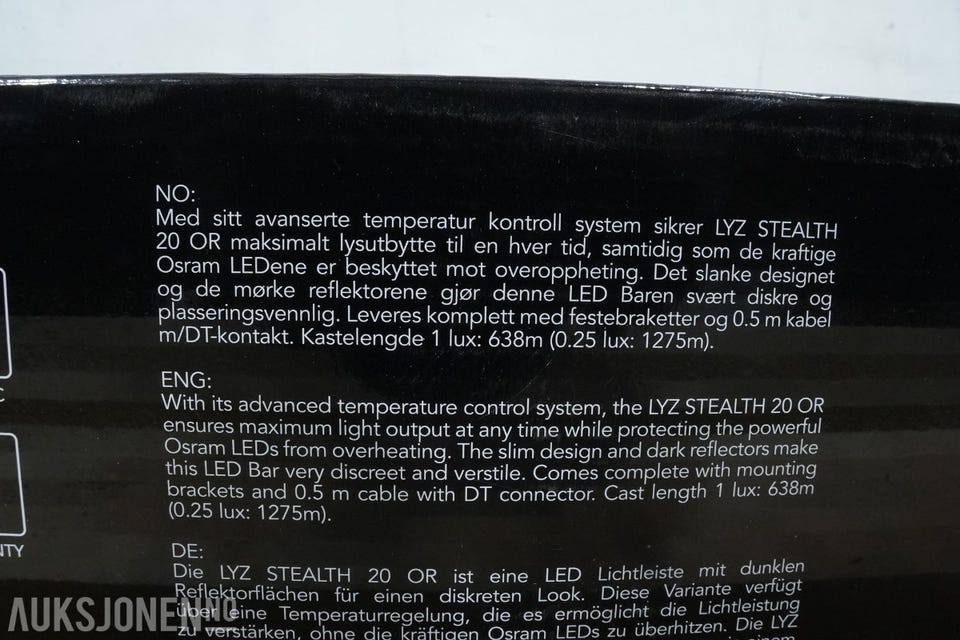 NO:
Med sitt avanserte temperatur kontroll system sikrer LYZ STEALTH
20 OR maksimalt lysutbytte til en hver tid, samtidig som de kraftige
Osram LEDene er beskyttet mot overoppheting. Det slanke designet
og de mørke reflektorene gjør denne LED Baren svært diskre og
plasseringsvennlig. Leveres komplett med festebraketter og 0.5 m kabel
m/DT-kontakt. Kastelengde 1 lux: 638m (0.25 lux: 1275m).
ENG:
With its advanced temperature control system, the LYZ STEALTH 20 OR
ensures maximum light output at any time while protecting the powerful
Osram LEDs from overheating. The slim design and dark reflectors make
this LED Bar very discreet and verstile. Comes complete with mounting
brackets and 0.5 m cable with DT connector. Cast length 1 lux: 638m
(0.25 lux: 1275m).
DE:
Die LYZ STEALTH 20 OR ist eine LED Lichtleiste mit dunklen
Reflektorflächen für einen diskreten Look. Diese Variante verfügt
über eine Temperaturregelung, die es ermöglicht die Lichtleistung
zu verstärken, ohne die kräftigen Osram LEDs zu überhitzen. Die LYZ
C
NTY
AUKSJONEN.NO